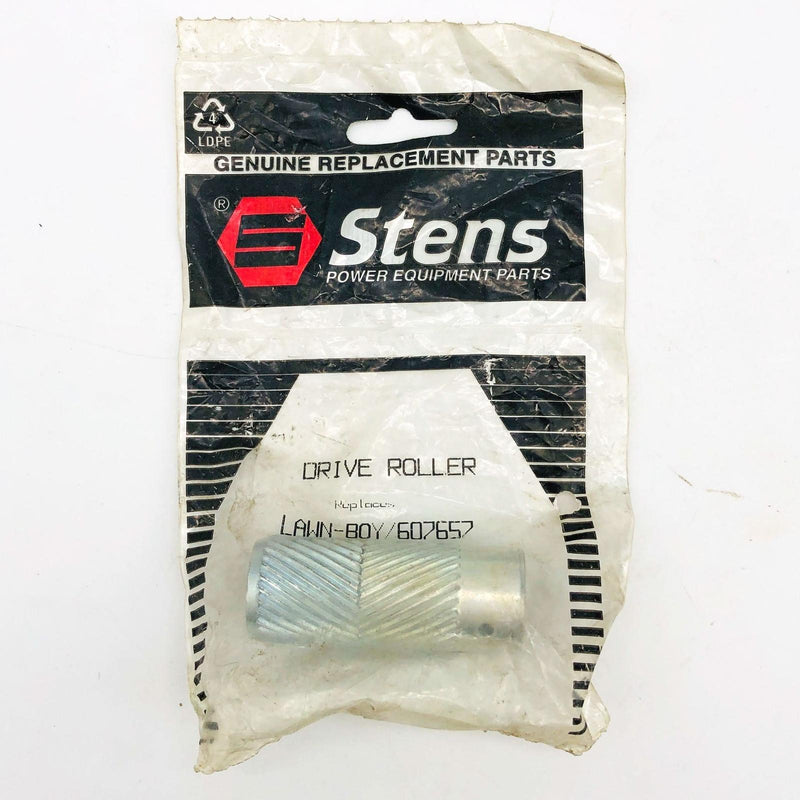 4
LDPE
GENUINE REPLACEMENT PARTS
®
Stens
POWER EQUIPMENT PARTS
DRIVE ROLLER
Replaces
LAWN-BOY/607657